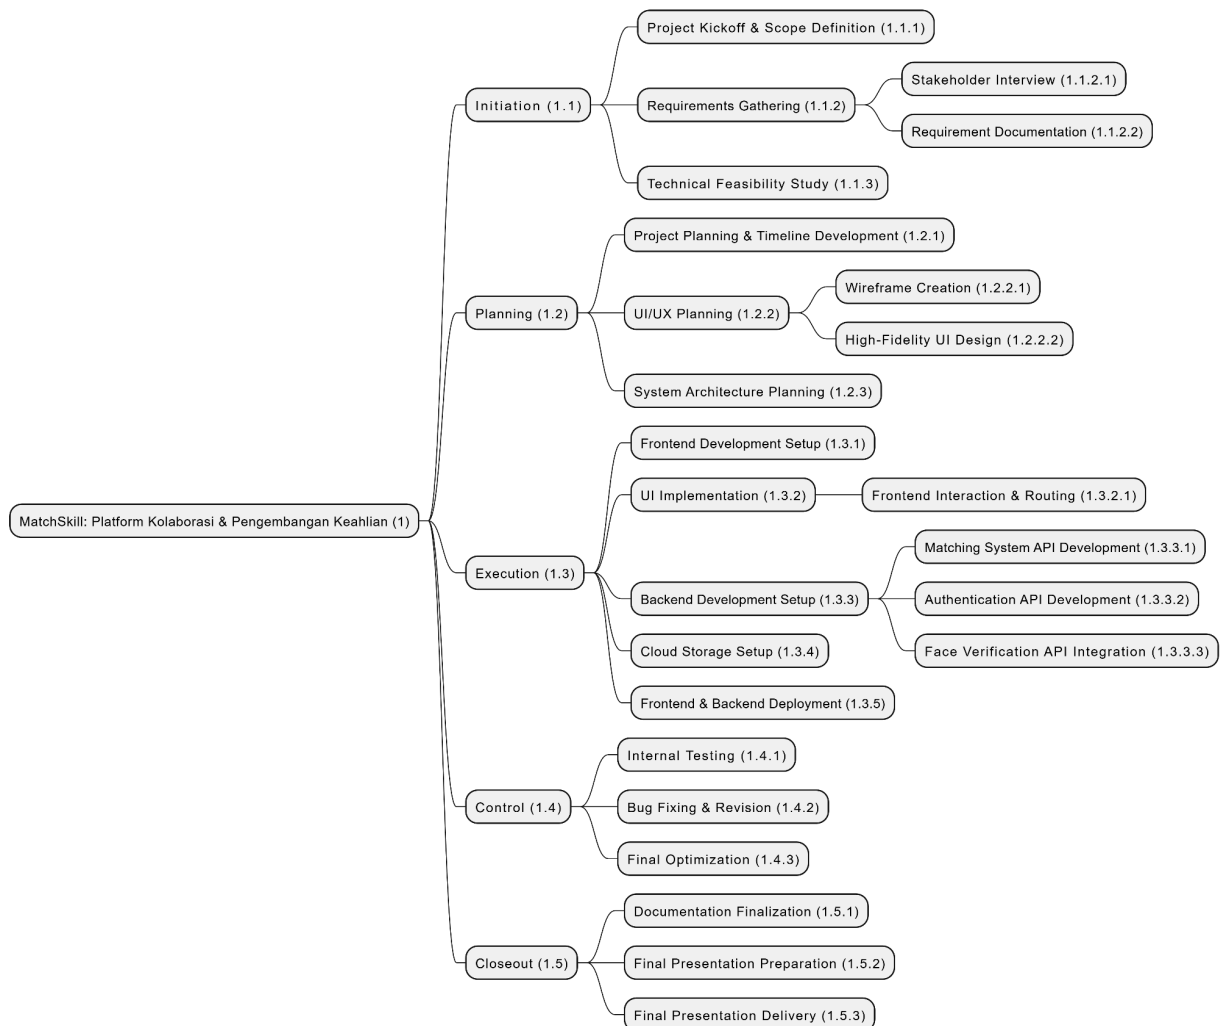 MatchSkill: Platform Kolaborasi & Pengembangan Keahlian (1)
Initiation (1.1)
Project Kickoff & Scope Definition (1.1.1)
Requirements Gathering (1.1.2)
Stakeholder Interview (1.1.2.1)
Requirement Documentation (1.1.2.2)
Technical Feasibility Study (1.1.3)
Planning (1.2)
Project Planning & Timeline Development (1.2.1)
UI/UX Planning (1.2.2)
Wireframe Creation (1.2.2.1)
High-Fidelity UI Design (1.2.2.2)
System Architecture Planning (1.2.3)
Execution (1.3)
Frontend Development Setup (1.3.1)
UI Implementation (1.3.2)
Frontend Interaction & Routing (1.3.2.1)
Backend Development Setup (1.3.3)
Matching System API Development (1.3.3.1)
Authentication API Development (1.3.3.2)
Face Verification API Integration (1.3.3.3)
Cloud Storage Setup (1.3.4)
Frontend & Backend Deployment (1.3.5)
Control (1.4)
Internal Testing (1.4.1)
Bug Fixing & Revision (1.4.2)
Final Optimization (1.4.3)
Closeout (1.5)
Documentation Finalization (1.5.1)
Final Presentation Preparation (1.5.2)
Final Presentation Delivery (1.5.3)